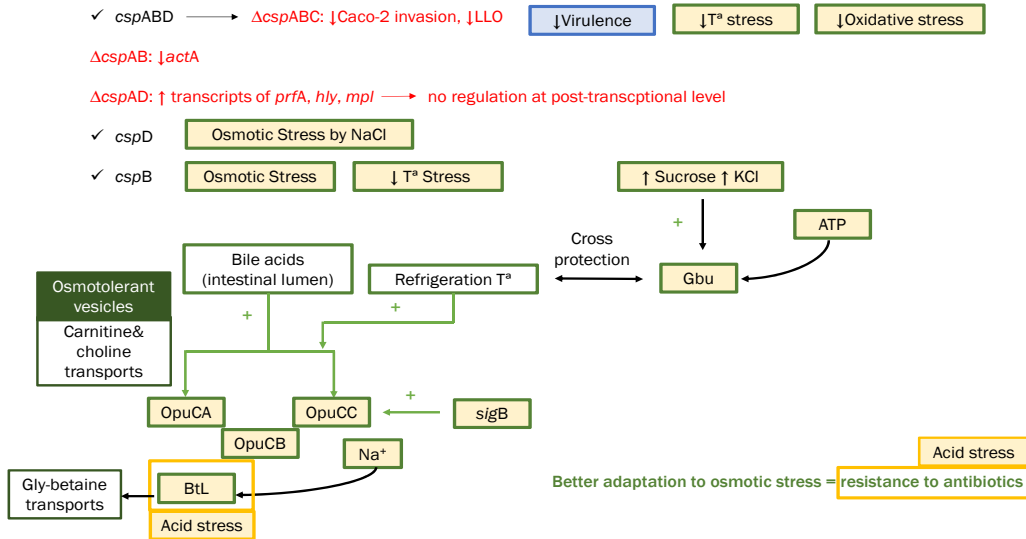 ✓ cspABD → ΔcspABC: ↓Caco-2 invasion, ↓LLO
↓Virulence
↓Tª stress
↓Oxidative stress
ΔcspAB: ↓actA
ΔcspAD: ↑ transcripts of prfA, hly, mpl → no regulation at post-transcptional level
✓ cspD
Osmotic Stress by NaCl
✓ cspB
Osmotic Stress
↓ Tª Stress
↑ Sucrose ↑ KCl
+
ATP
Cross
protection
Gbu
Bile acids
(intestinal lumen)
Refrigeration Tª
Osmotolerant
vesicles
Carnitine&
choline
transports
+
+
OpuCA
OpuCC
+
sigB
OpuCB
Na⁺
Gly-betaine
transports
BtL
Acid stress
Acid stress
Better adaptation to osmotic stress = resistance to antibiotics